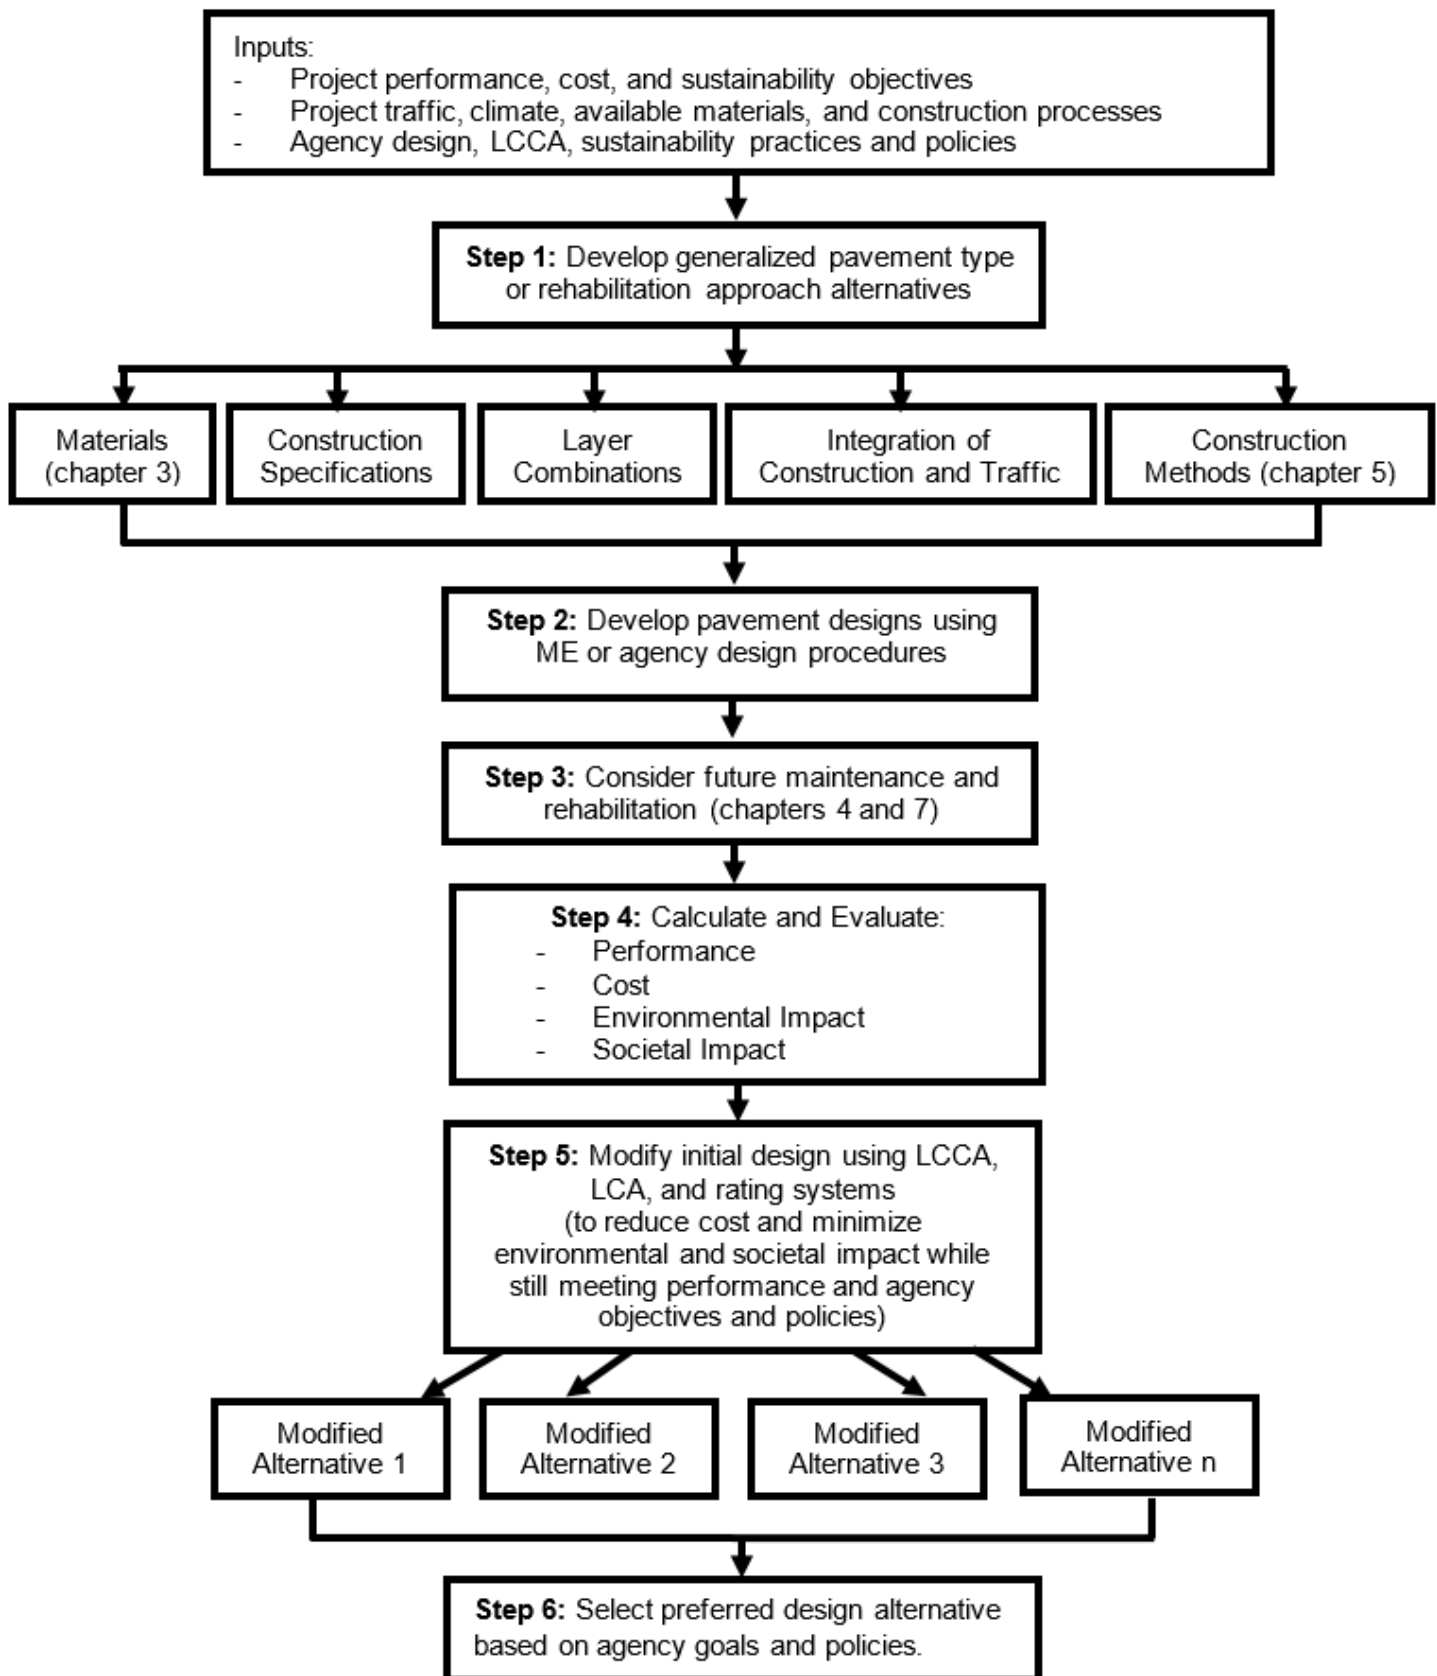 Inputs:
- Project performance, cost, and sustainability objectives
- Project traffic, climate, available materials, and construction processes
- Agency design, LCCA, sustainability practices and policies
Step 1: Develop generalized pavement type
or rehabilitation approach alternatives
Materials
(chapter 3)
Construction
Specifications
Layer
Combinations
Integration of
Construction and Traffic
Construction
Methods (chapter 5)
Step 2: Develop pavement designs using
ME or agency design procedures
Step 3: Consider future maintenance and
rehabilitation (chapters 4 and 7)
Step 4: Calculate and Evaluate:
- Performance
- Cost
- Environmental Impact
- Societal Impact
Step 5: Modify initial design using LCCA,
LCA, and rating systems
(to reduce cost and minimize
environmental and societal impact while
still meeting performance and agency
objectives and policies)
Modified
Alternative 1
Modified
Alternative 2
Modified
Alternative 3
Modified
Alternative n
Step 6: Select preferred design alternative
based on agency goals and policies.